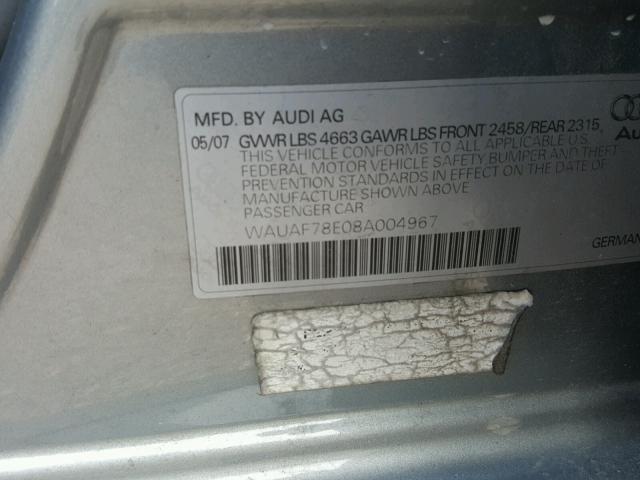 MFD. BY AUDI AG
05/07 GVWR LBS 4663 GAWR LBS FRONT 2458/REAR 2315
THIS VEHICLE CONFORMS TO ALL APPLICABLE U.S.
FEDERAL MOTOR VEHICLE SAFETY BUMPER AND THEFT
PREVENTION STANDARDS IN EFFECT ON THE DATE OF
MANUFACTURE SHOWN ABOVE
PASSENGER CAR
WAUAF78E08A004967
GERMAN